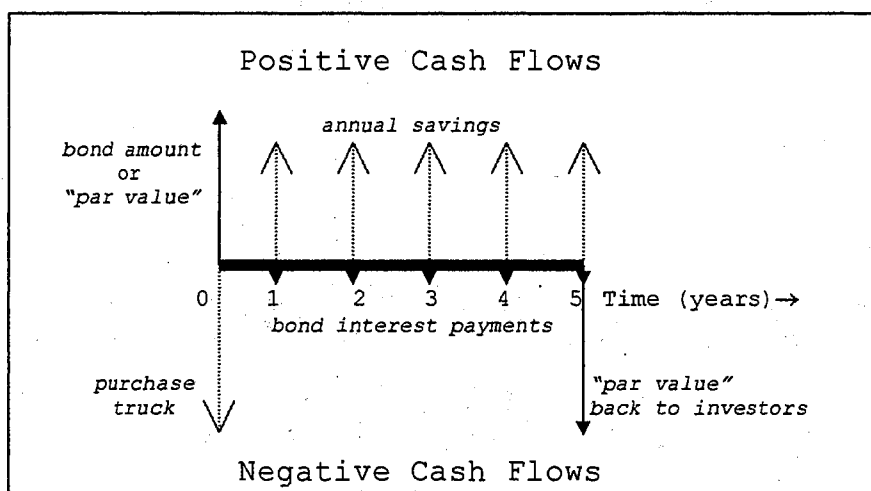 Positive Cash Flows
annual savings
bond amount
or
"par value"
0 1 2 3 4 5 Time (years)→
bond interest payments
purchase
truck
"par value"
back to investors
Negative Cash Flows